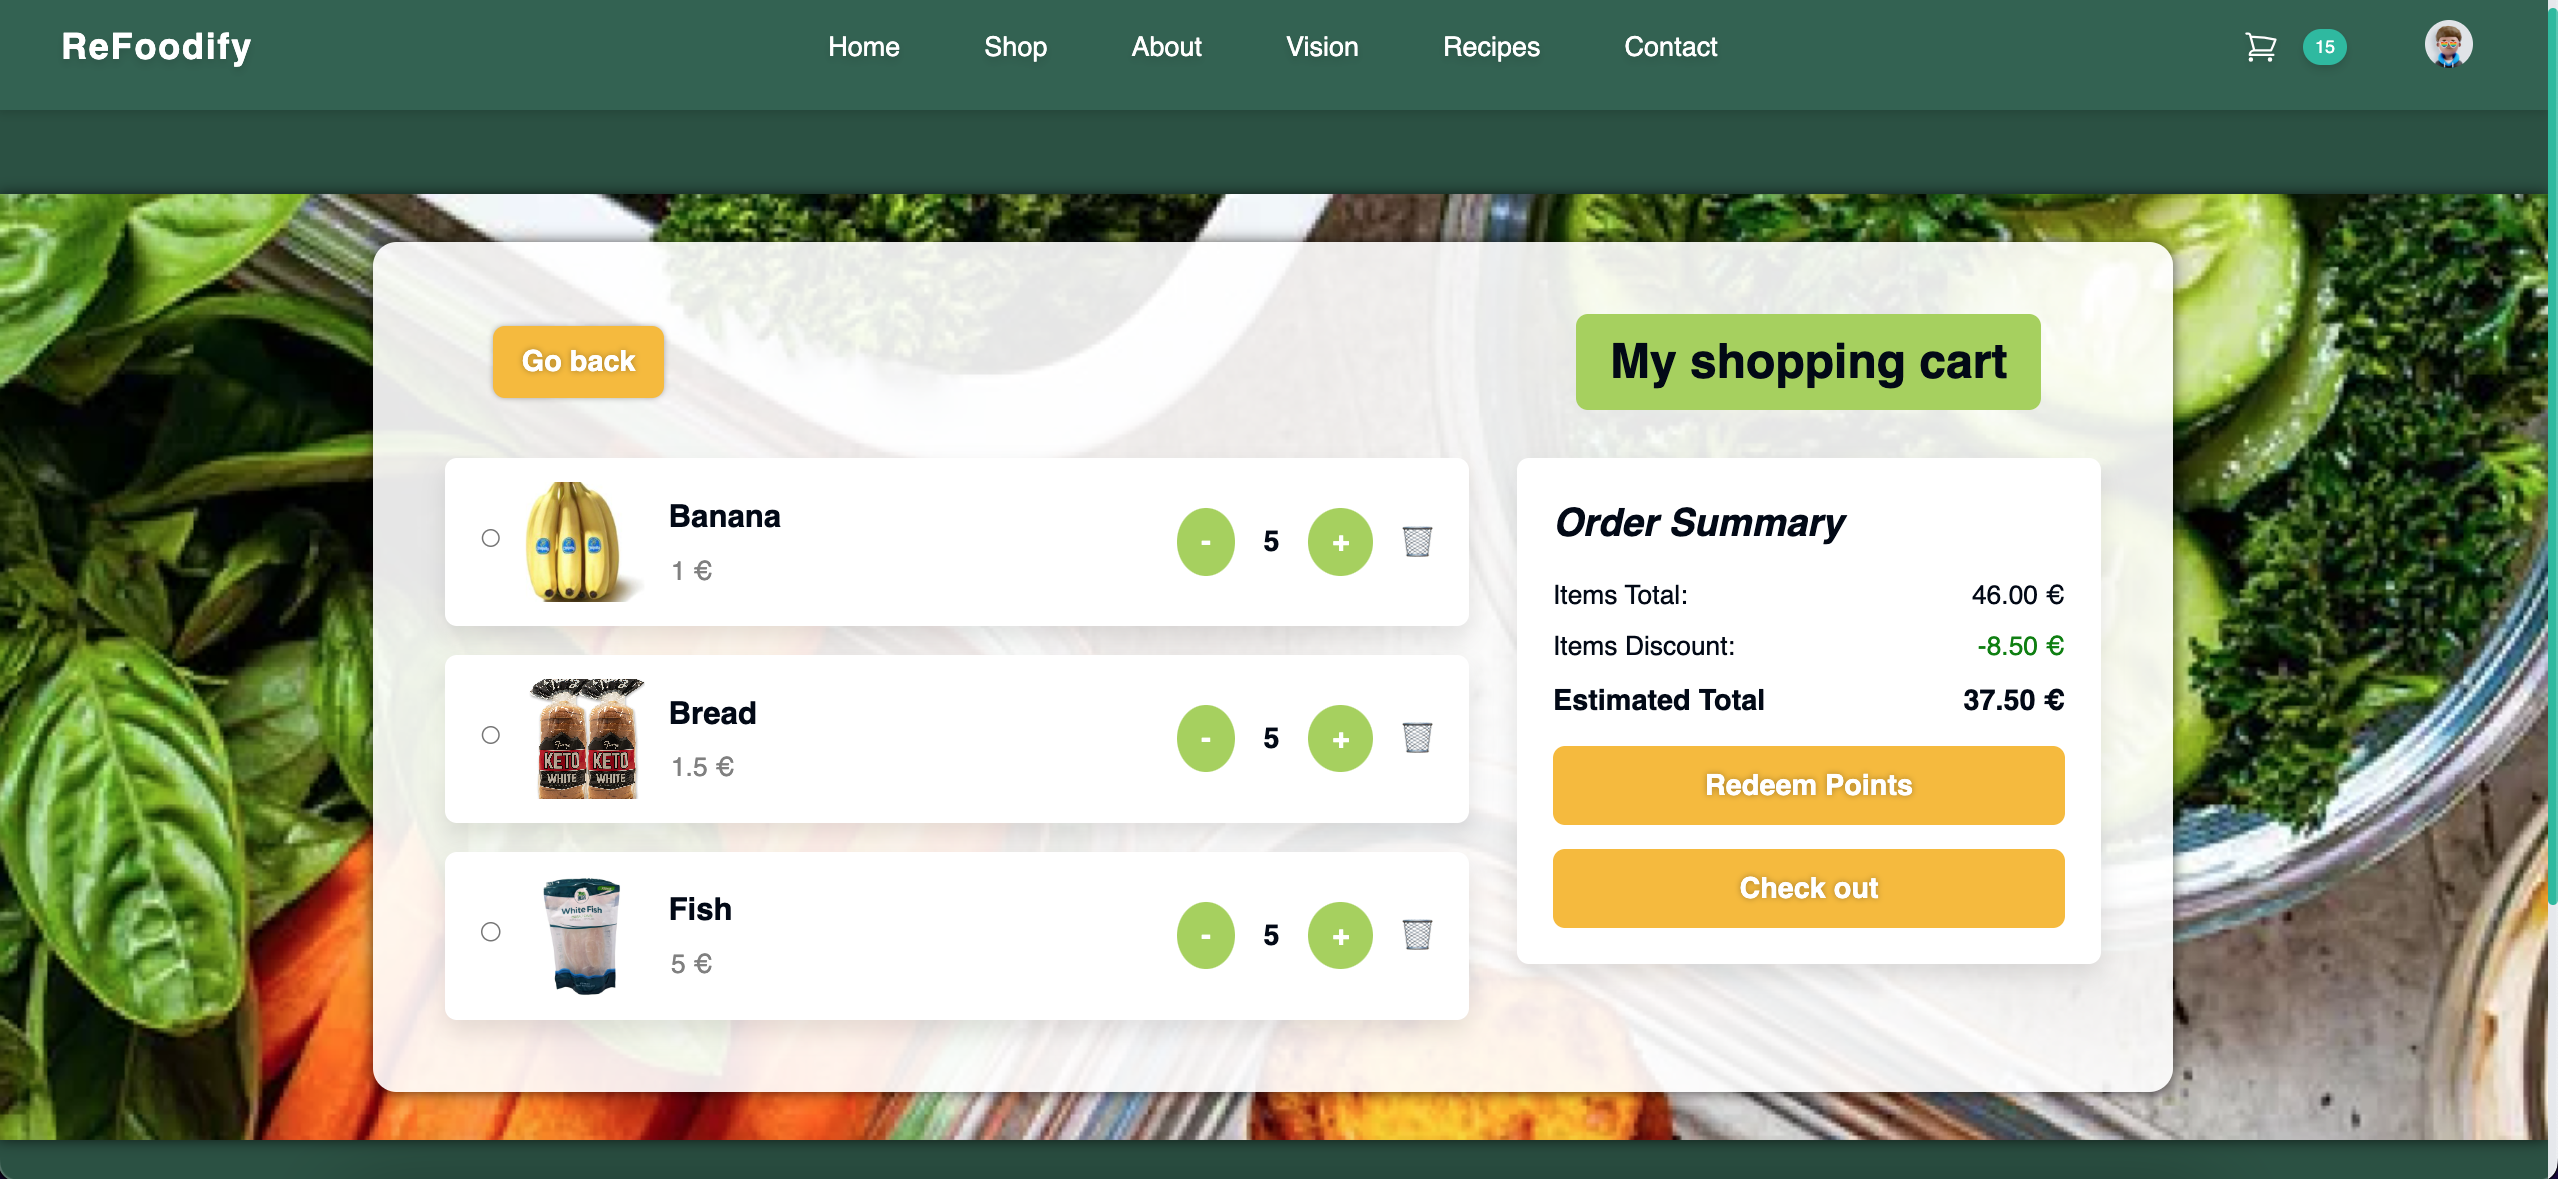 ReFoodify
Home Shop About Vision Recipes Contact
15
Go back
My shopping cart
Banana
1 €
- 5 +
Bread
1.5 €
- 5 +
KETO KETO
WHITE WHITE
Fish
5 €
- 5 +
White Fish
Order Summary
Items Total: 46.00 €
Items Discount: -8.50 €
Estimated Total 37.50 €
Redeem Points
Check out